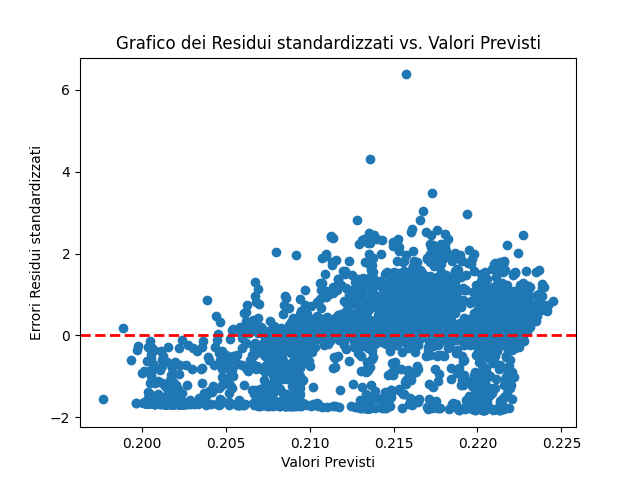 Grafico dei Residui standardizzati vs. Valori Previsti
Errori Residui standardizzati
6
4
2
0
−2
0.200 0.205 0.210 0.215 0.220 0.225
Valori Previsti